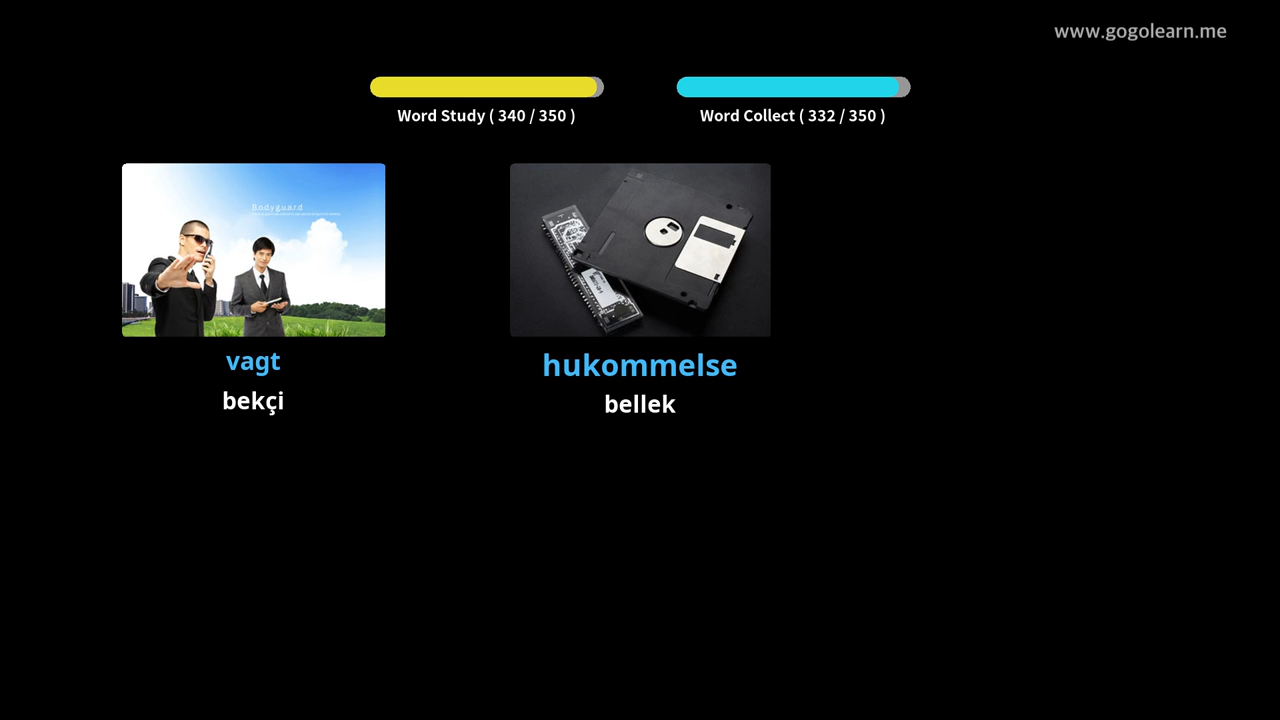 www.gogolearn.me
Word Study ( 340 / 350 )
Word Collect ( 332 / 350 )
Bodyguard
vagt
hukommelse
bekçi
bellek